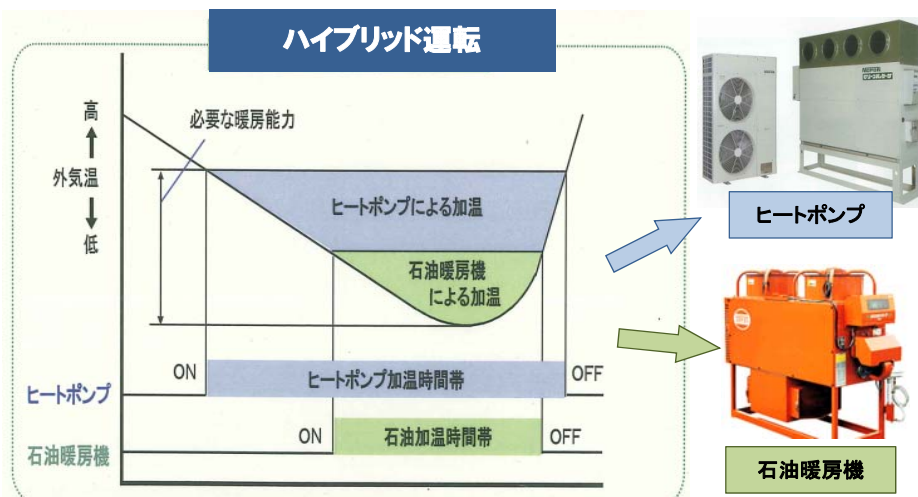 ハイブリッド運転
高
必要な暖房能力
外気温
低
ヒートポンプによる加温
石油暖房機
による加温
ON
ヒートポンプ加温時間帯
OFF
ヒートポンプ
ON
石油加温時間帯
OFF
石油暖房機
NEPON
ヒートポンプ
石油暖房機